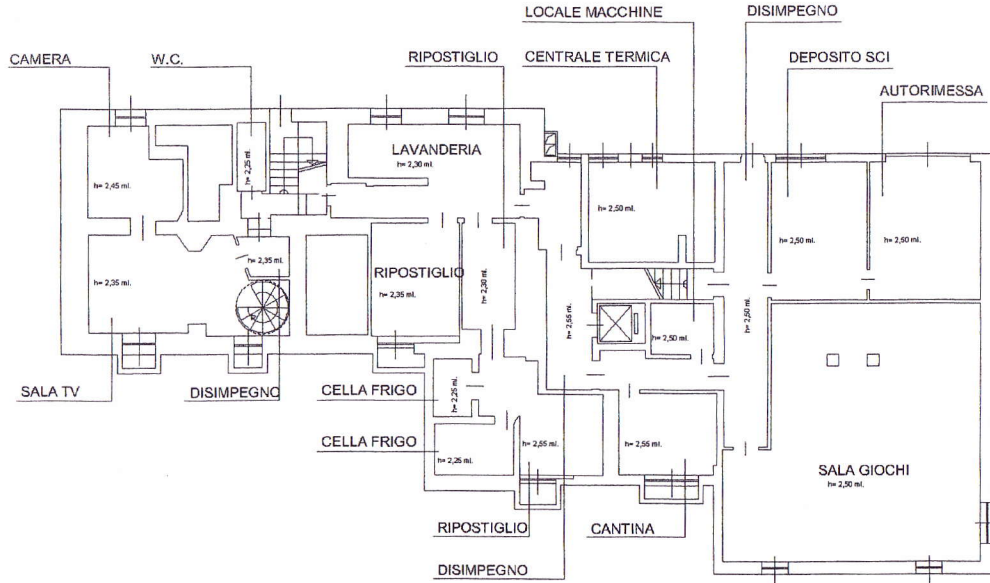 LOCALE MACCHINE
DISIMPEGNO
CAMERA
W.C.
RIPOSTIGLIO
CENTRALE TERMICA
DEPOSITO SCI
AUTORIMESSA
LAVANDERIA
h= 2,30 ml.
h= 2,25 ml.
h= 2,45 ml.
h= 2,50 ml.
h= 2,50 ml.
h= 2,50 ml.
h= 2,35 ml.
RIPOSTIGLIO
h= 2,35 ml.
h= 2,35 ml.
h= 2,30 ml.
h= 2,55 ml.
h= 2,50 ml.
h= 2,50 ml.
SALA TV
DISIMPEGNO
CELLA FRIGO
h= 2,25 ml.
CELLA FRIGO
h= 2,25 ml.
h= 2,55 ml.
h= 2,55 ml.
SALA GIOCHI
h= 2,50 ml.
RIPOSTIGLIO
CANTINA
DISIMPEGNO